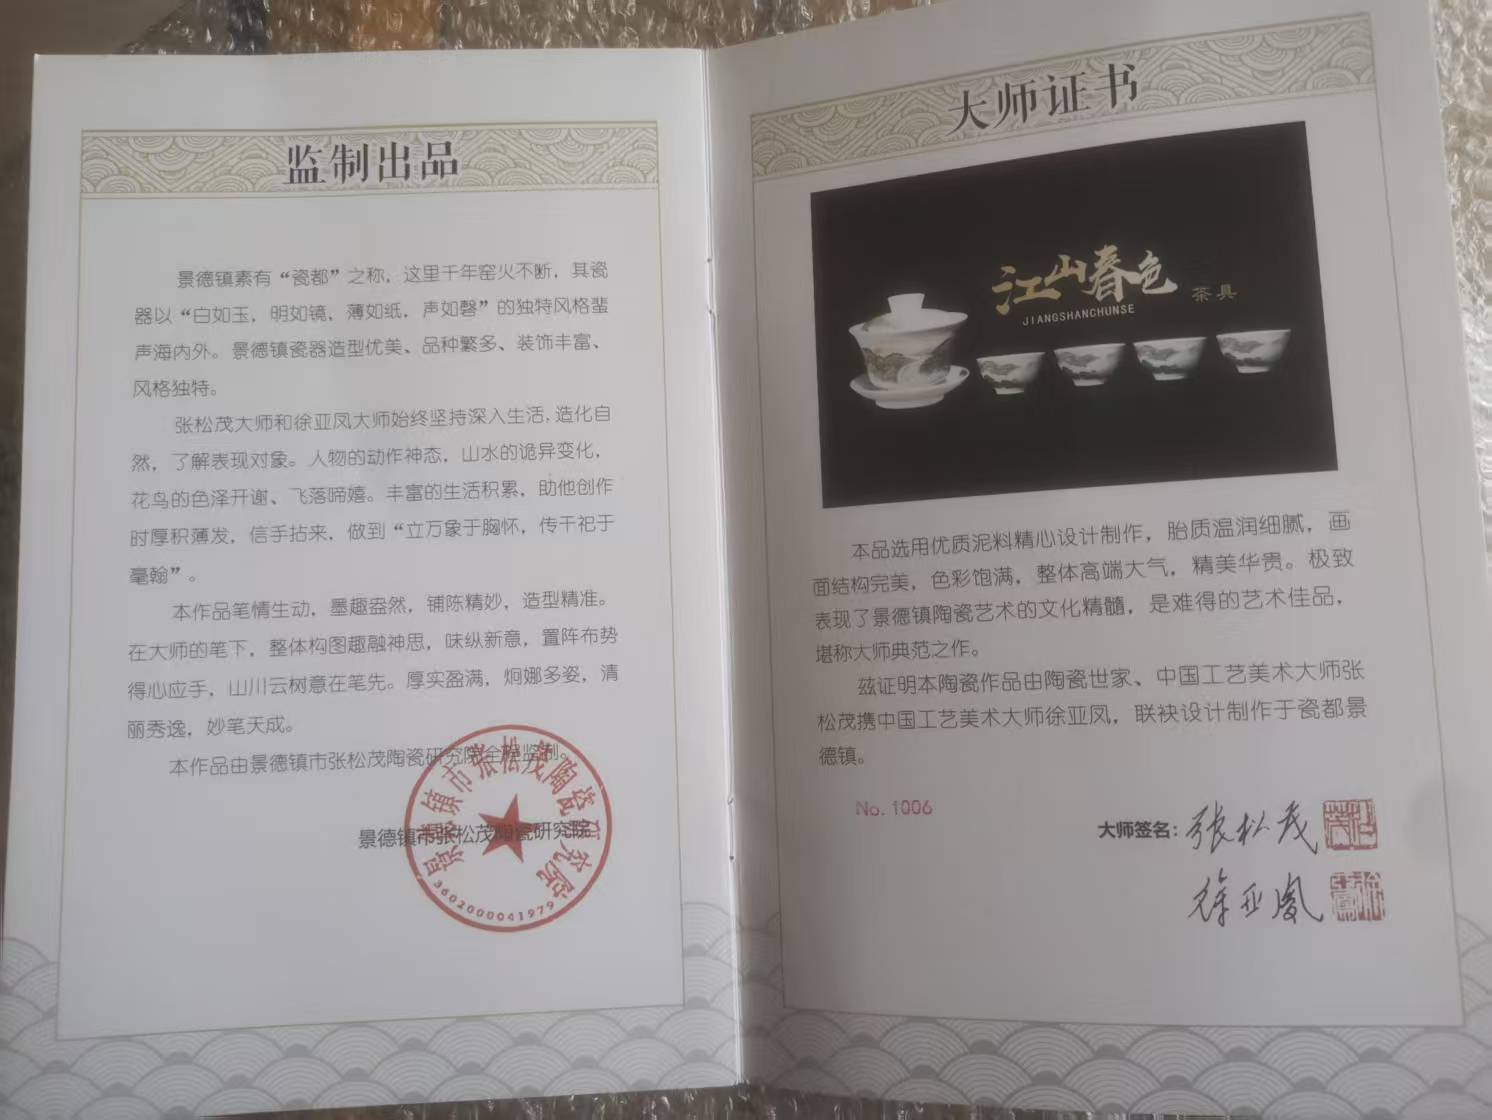 监制出品
景德镇素有“瓷都”之称，这里千年窑火不断，其瓷
器以“白如玉，明如镜，薄如纸，声如磬”的独特风格蜚
声海内外。景德镇瓷器造型优美、品种繁多、装饰丰富、
风格独特。
张松茂大师和徐亚凤大师始终坚持深入生活，造化自
然，了解表现对象。人物的动作神态，山水的诡异变化，
花鸟的色泽开谢、飞落啼嬉。丰富的生活积累，助他创作
时厚积薄发，信手拈来，做到“立万象于胸怀，传千祀于
毫翰”。
本作品笔情生动，墨趣盎然，铺陈精妙，造型精准。
在大师的笔下，整体构图趣融神思，味纵新意，置阵布势
得心应手，山川云树意在笔先。厚实盈满，炯娜多姿，清
丽秀逸，妙笔天成。
本作品由景德镇市张松茂陶瓷研究院全程监制。
景德镇市张松茂陶瓷研究院
景德镇市张松茂陶瓷研究院
3602000041979
大师证书
江山春色
茶具
JIANGSHANCHUNSE
本品选用优质泥料精心设计制作，胎质温润细腻，画
面结构完美，色彩饱满，整体高端大气，精美华贵。极致
表现了景德镇陶瓷艺术的文化精髓，是难得的艺术佳品，
堪称大师典范之作。
兹证明本陶瓷作品由陶瓷世家、中国工艺美术大师张
松茂携中国工艺美术大师徐亚凤，联袂设计制作于瓷都景
德镇。
No.1006
大师签名：张松茂
徐亚凤